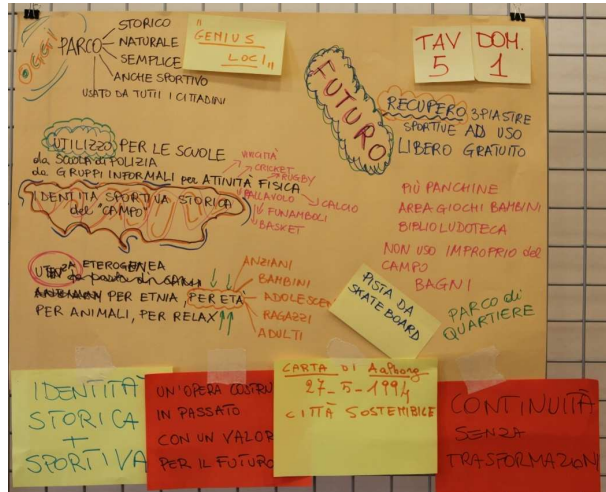 OGGI
PARCO
STORICO
NATURALE
SEMPLICE
ANCHE SPORTIVO
USATO DA TUTTI I CITTADINI
"GENIUS
LOCI"
TAV
5
DOM.
1
FUTURO
RECUPERO 3 PIASTRE
SPORTIVE AD USO
LIBERO GRATUITO
UTILIZZO PER LE SCUOLE
da SCUOLA di POLIZIA
da GRUPPI INFORMALI per ATTIVITÀ FISICA
CRICKET
RUGBY
CALCIO
PALLAVOLO
FUNAMBOLI
BASKET
IDENTITÀ SPORTIVA STORICA
del "CAMPO"
PIÙ PANCHINE
AREA GIOCHI BAMBINI
BIBLIOLUDOTECA
NON USO IMPROPRIO del
CAMPO
BAGNI
UTENZA ETEROGENEA
PER ETNIA, PER ETÀ
PER ANIMALI, PER RELAX
ANZIANI
BAMBINI
ADOLESCEN
RAGAZZI
ADULTI
PISTA DA
SKATEBOARD
PARCO di
QUARTIERE
IDENTITÀ
STORICA
+
SPORTIVA
UN'OPERA COSTRU
IN PASSATO
CON UN VALOR
PER IL FUTURO
CARTA DI Aalborg
27-5-1994
CITTÀ SOSTENIBILE
CONTINUITÀ
SENZA
TRASFORMAZIONI